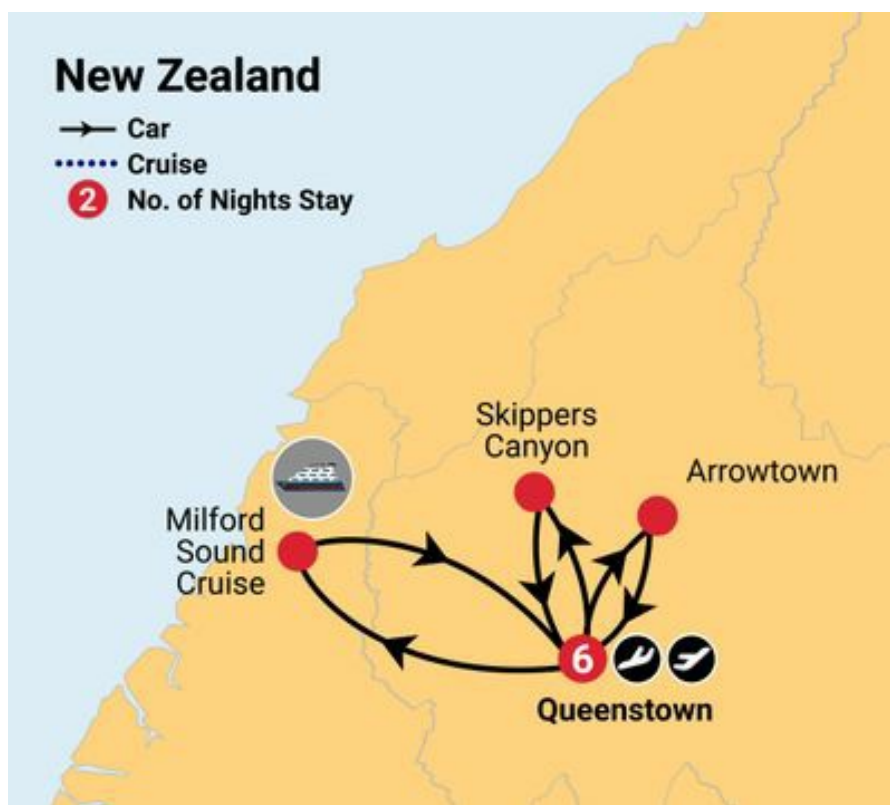 New Zealand
Car
Cruise
2 No. of Nights Stay
Skippers
Canyon
Arrowtown
Milford
Sound
Cruise
6
Queenstown